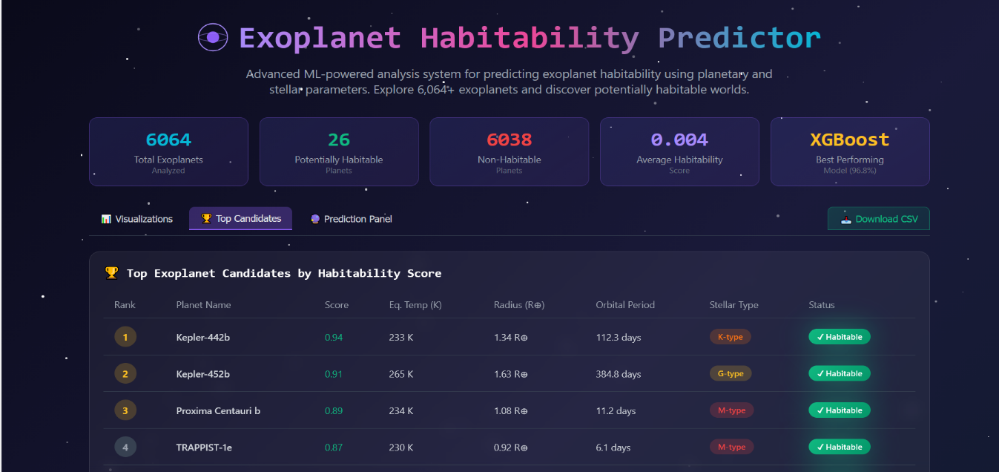 Exoplanet Habitability Predictor
Advanced ML-powered analysis system for predicting exoplanet habitability using planetary and
stellar parameters. Explore 6,064+ exoplanets and discover potentially habitable worlds.
6064
Total Exoplanets
Analyzed
26
Potentially Habitable
Planets
6038
Non-Habitable
Planets
0.004
Average Habitability
Score
XGBoost
Best Performing
Model (96.8%)
Visualizations
Top Candidates
Prediction Panel
Download CSV
Top Exoplanet Candidates by Habitability Score
Rank Planet Name Score Eq. Temp (K) Radius (R⊕) Orbital Period Stellar Type Status
1 Kepler-442b 0.94 233 K 1.34 R⊕ 112.3 days K-type ✓ Habitable
2 Kepler-452b 0.91 265 K 1.63 R⊕ 384.8 days G-type ✓ Habitable
3 Proxima Centauri b 0.89 234 K 1.08 R⊕ 11.2 days M-type ✓ Habitable
4 TRAPPIST-1e 0.87 230 K 0.92 R⊕ 6.1 days M-type ✓ Habitable